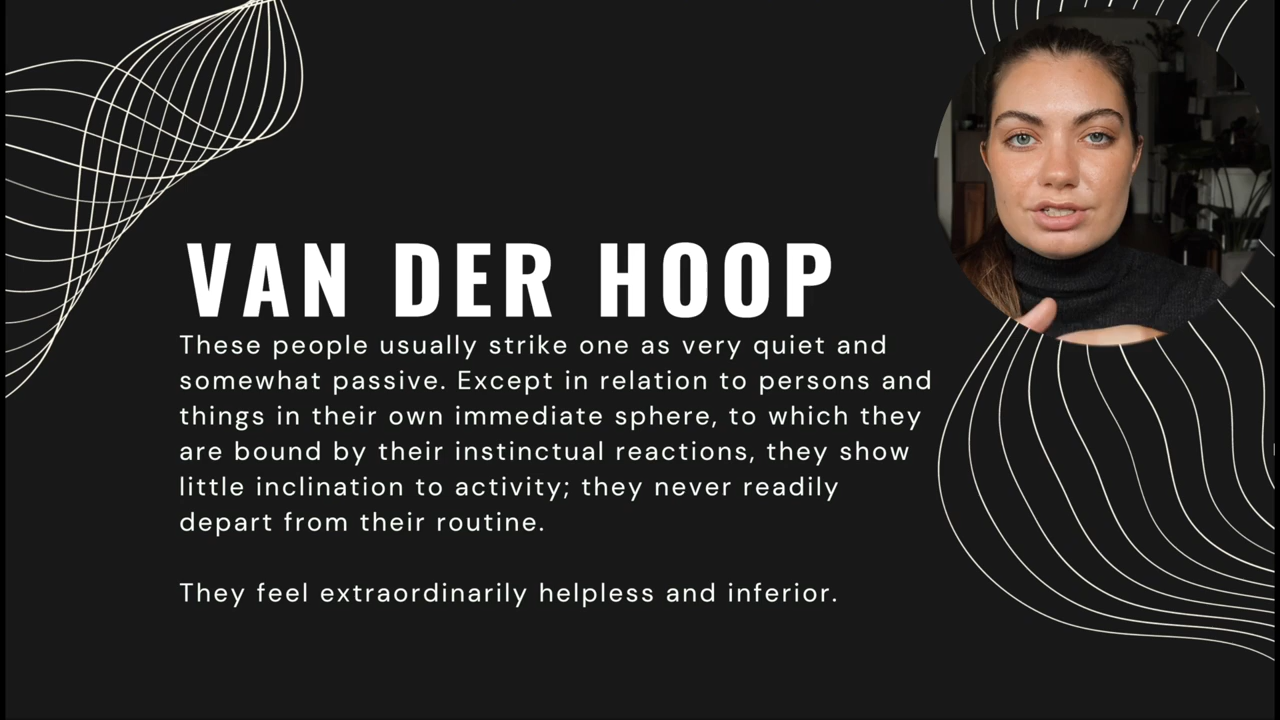 VAN DER HOOP
These people usually strike one as very quiet and
somewhat passive. Except in relation to persons and
things in their own immediate sphere, to which they
are bound by their instinctual reactions, they show
little inclination to activity; they never readily
depart from their routine.
They feel extraordinarily helpless and inferior.